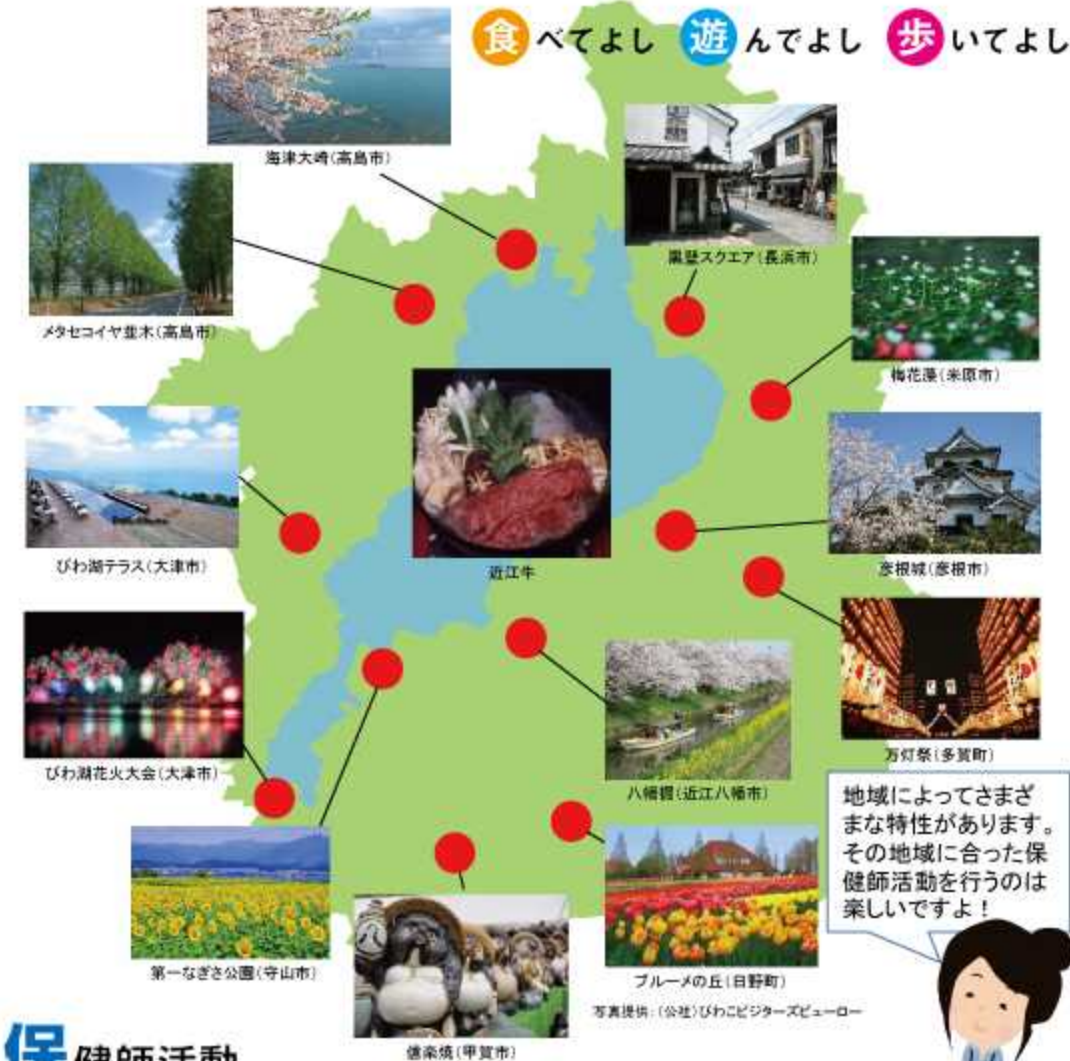 食べてよし 遊んでよし 歩いてよし
海津大崎(高島市)
黒壁スクエア(長浜市)
メタセコイヤ並木(高島市)
梅花藻(米原市)
びわ湖テラス(大津市)
近江牛
彦根城(彦根市)
びわ湖花火大会(大津市)
八幡掘(近江八幡市)
万灯祭(多賀町)
地域によってさまざ
まな特性があります。
その地域に合った保
健師活動を行うのは
楽しいですよ！
第一なぎさ公園(守山市)
ブルーメの丘(日野町)
写真提供：(公社)びわこビジターズビューロー
信楽焼(甲賀市)
保健師活動